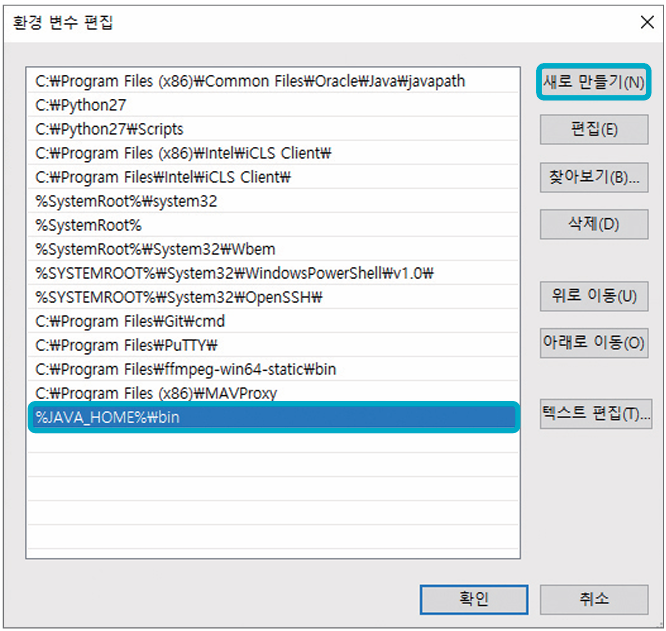 환경 변수 편집
C:₩Program Files (x86)₩Common Files₩Oracle₩Java₩javapath
새로 만들기(N)
C:₩Python27
C:₩Python27₩Scripts
편집(E)
C:₩Program Files (x86)₩Intel₩iCLS Client₩
C:₩Program Files₩Intel₩iCLS Client₩
찾아보기(B)...
%SystemRoot%₩system32
%SystemRoot%
삭제(D)
%SystemRoot%₩System32₩Wbem
%SYSTEMROOT%₩System32₩WindowsPowerShell₩v1.0₩
%SYSTEMROOT%₩System32₩OpenSSH₩
위로 이동(U)
C:₩Program Files₩Git₩cmd
C:₩Program Files₩PuTTY₩
아래로 이동(O)
C:₩Program Files₩ffmpeg-win64-static₩bin
C:₩Program Files (x86)₩MAVProxy
%JAVA_HOME%₩bin
텍스트 편집(T)...
확인
취소